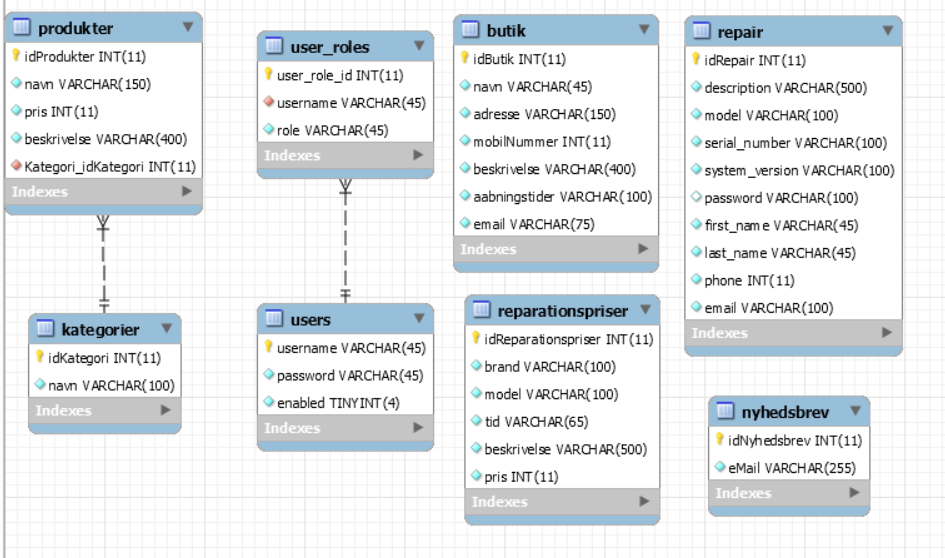 produkter
idProdukter INT(11)
navn VARCHAR(150)
pris INT(11)
beskrivelse VARCHAR(400)
Kategori_idKategori INT(11)
Indexes
kategorier
idKategori INT(11)
navn VARCHAR(100)
Indexes
user_roles
user_role_id INT(11)
username VARCHAR(45)
role VARCHAR(45)
Indexes
users
username VARCHAR(45)
password VARCHAR(45)
enabled TINYINT(4)
Indexes
butik
idButik INT(11)
navn VARCHAR(45)
adresse VARCHAR(150)
mobilNummer INT(11)
beskrivelse VARCHAR(400)
aabningstider VARCHAR(100)
email VARCHAR(75)
Indexes
reparationspriser
idReparationspriser INT(11)
brand VARCHAR(100)
model VARCHAR(100)
tid VARCHAR(65)
beskrivelse VARCHAR(500)
pris INT(11)
Indexes
repair
idRepair INT(11)
description VARCHAR(500)
model VARCHAR(100)
serial_number VARCHAR(100)
system_version VARCHAR(100)
password VARCHAR(100)
first_name VARCHAR(45)
last_name VARCHAR(45)
phone INT(11)
email VARCHAR(100)
Indexes
nyhedsbrev
idNyhedsbrev INT(11)
eMail VARCHAR(255)
Indexes